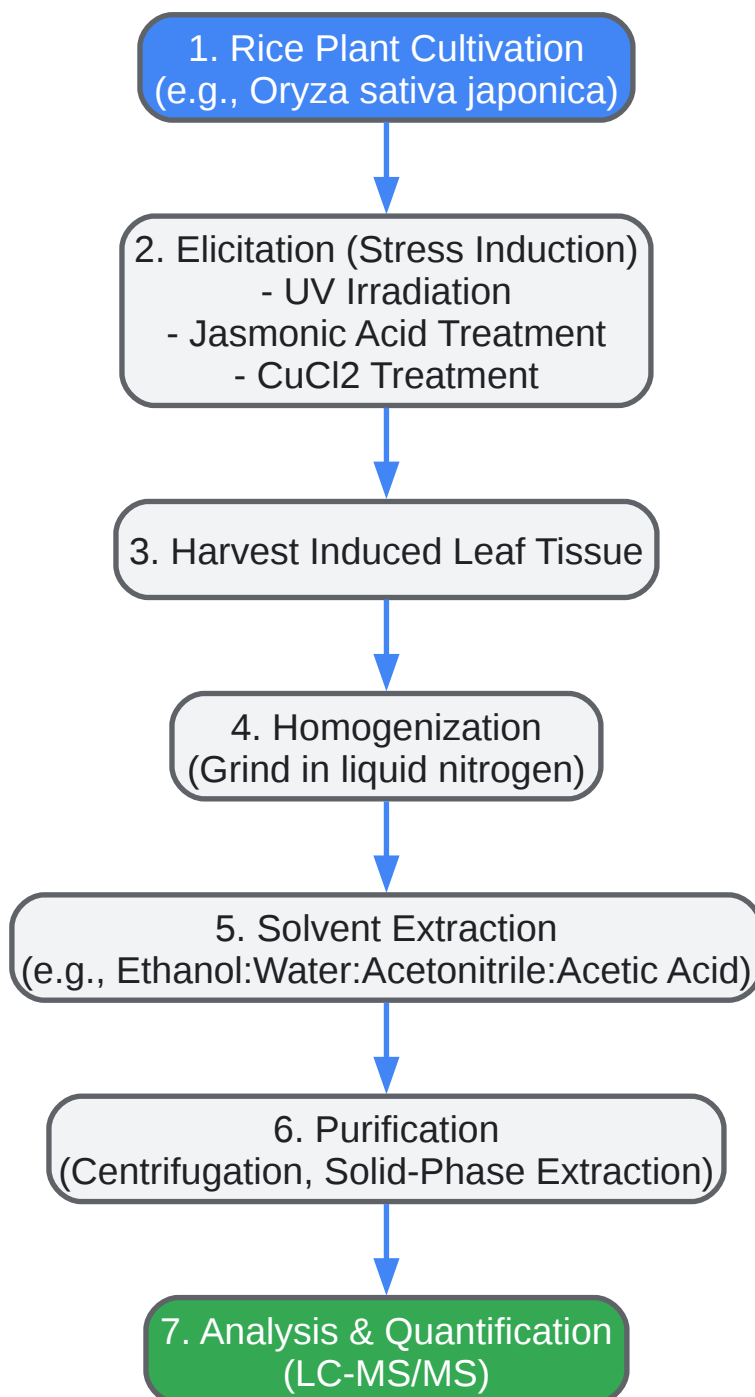 1. Rice Plant Cultivation
(e.g., Oryza sativa japonica)
2. Elicitation (Stress Induction)
- UV Irradiation
- Jasmonic Acid Treatment
- CuCl2 Treatment
3. Harvest Induced Leaf Tissue
4. Homogenization
(Grind in liquid nitrogen)
5. Solvent Extraction
(e.g., Ethanol:Water:Acetonitrile:Acetic Acid)
6. Purification
(Centrifugation, Solid-Phase Extraction)
7. Analysis & Quantification
(LC-MS/MS)